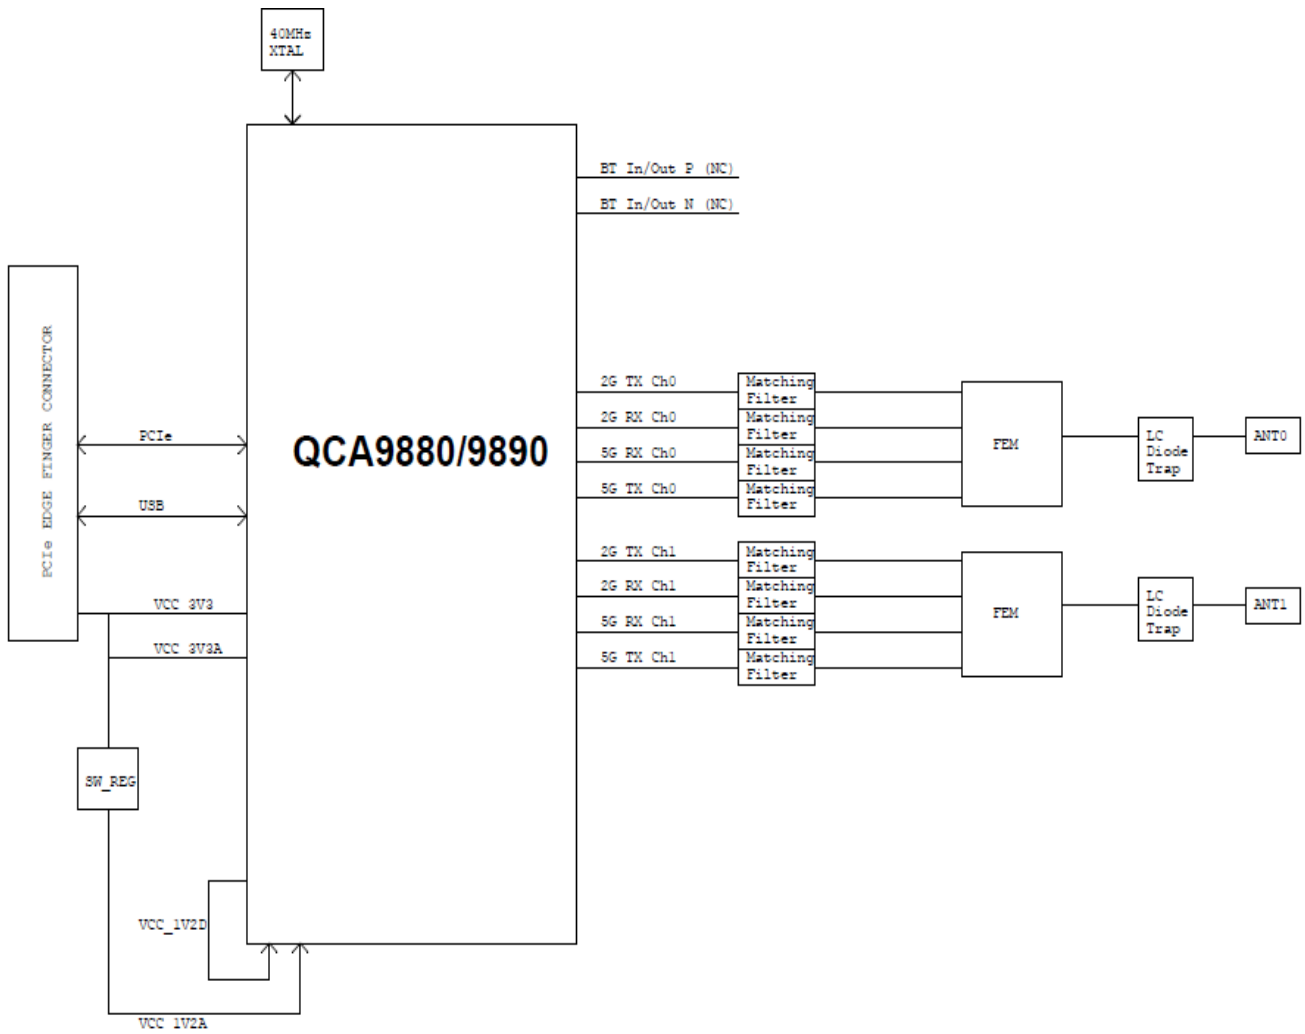 40MHz
XTAL
BT In/Out P (NC)
BT In/Out N (NC)
PCIe EDGE FINGER CONNECTOR
PCIe
USB
VCC 3V3
VCC 3V3A
SW_REG
VCC_1V2D
VCC 1V2A
QCA9880/9890
2G TX Ch0
2G RX Ch0
5G RX Ch0
5G TX Ch0
Matching
Filter
Matching
Filter
Matching
Filter
Matching
Filter
FEM
LC
Diode
Trap
ANT0
2G TX Ch1
2G RX Ch1
5G RX Ch1
5G TX Ch1
Matching
Filter
Matching
Filter
Matching
Filter
Matching
Filter
FEM
LC
Diode
Trap
ANT1